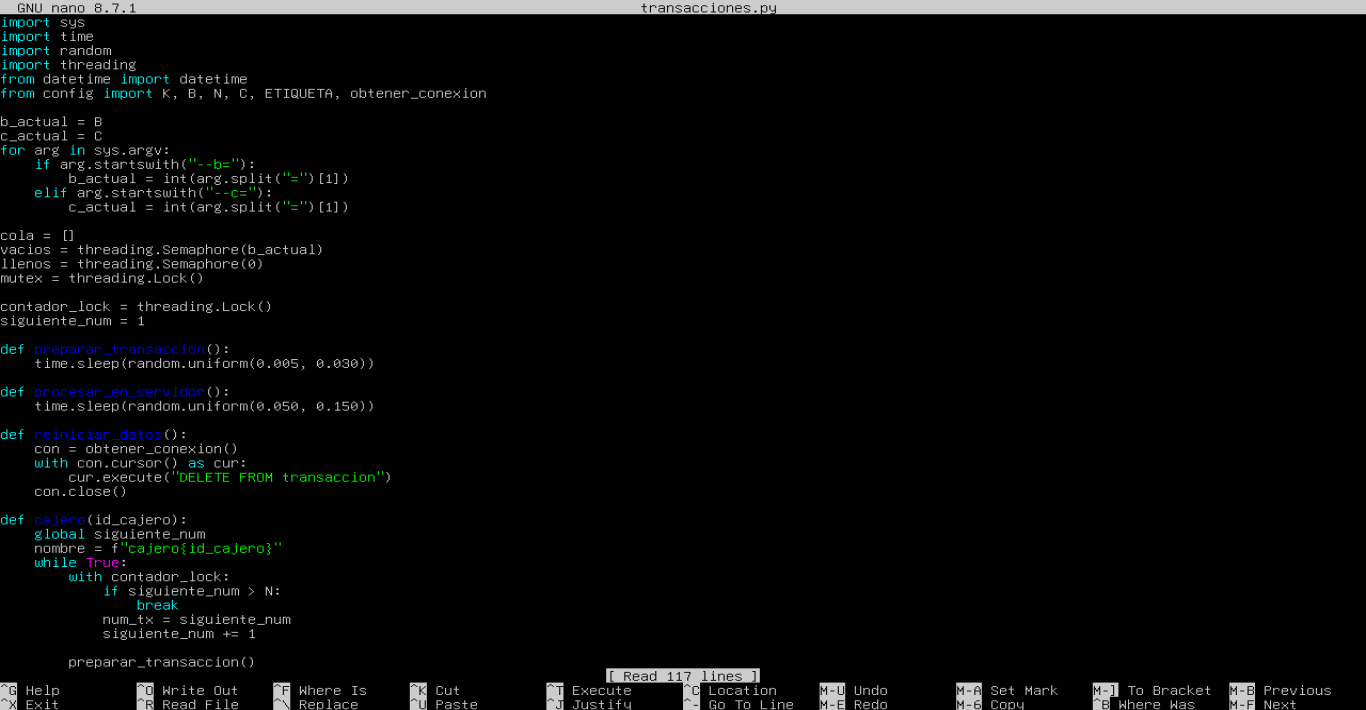 GNU nano 8.7.1 transacciones.py
import sys
import time
import random
import threading
from datetime import datetime
from config import K, B, N, C, ETIQUETA, obtener_conexion

b_actual = B
c_actual = C
for arg in sys.argv:
    if arg.startswith("--b="):
        b_actual = int(arg.split("=")[1])
    elif arg.startswith("--c="):
        c_actual = int(arg.split("=")[1])

cola = []
vacios = threading.Semaphore(b_actual)
llenos = threading.Semaphore(0)
mutex = threading.Lock()

contador_lock = threading.Lock()
siguiente_num = 1

def preparar_transaccion():
    time.sleep(random.uniform(0.005, 0.030))

def procesar_en_servidor():
    time.sleep(random.uniform(0.050, 0.150))

def reiniciar_datos():
    con = obtener_conexion()
    with con.cursor() as cur:
        cur.execute("DELETE FROM transaccion")
    con.close()

def cajero(id_cajero):
    global siguiente_num
    nombre = f"cajero{id_cajero}"
    while True:
        with contador_lock:
            if siguiente_num > N:
                break
            num_tx = siguiente_num
            siguiente_num += 1

        preparar_transaccion()
[ Read 117 lines ]
^G Help ^O Write Out ^F Where Is ^K Cut ^T Execute ^C Location M-U Undo M-A Set Mark M-] To Bracket M-B Previous
^X Exit ^R Read File ^\ Replace ^U Paste ^J Justify ^- Go To Line M-E Redo M-6 Copy ^B Where Was M-F Next